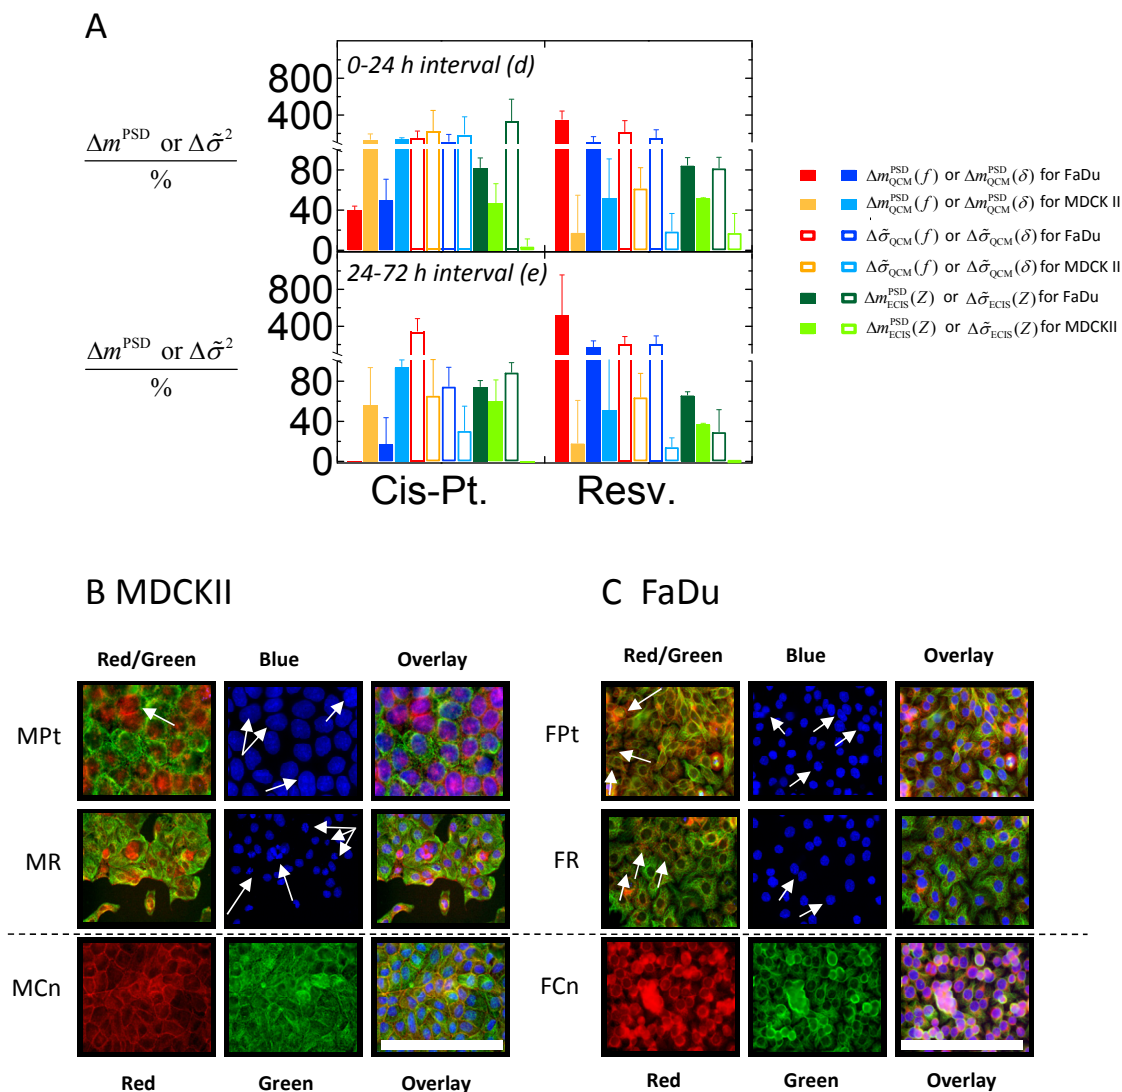 A
0-24 h interval (d)
800
400
80
40
0
Δm^PSD or Δσ̃²
%
24-72 h interval (e)
800
400
80
40
0
Δm^PSD or Δσ̃²
%
Cis-Pt. Resv.
Δm^PSD_QCM(f) or Δm^PSD_QCM(δ) for FaDu
Δm^PSD_QCM(f) or Δm^PSD_QCM(δ) for MDCK II
Δσ̃_QCM(f) or Δσ̃_QCM(δ) for FaDu
Δσ̃_QCM(f) or Δσ̃_QCM(δ) for MDCK II
Δm^PSD_ECIS(Z) or Δσ̃_ECIS(Z) for FaDu
Δm^PSD_ECIS(Z) or Δσ̃_ECIS(Z) for MDCKII
B MDCKII
Red/Green Blue Overlay
MPt
MR
MCn
Red Green Overlay
C FaDu
Red/Green Blue Overlay
FPt
FR
FCn
Red Green Overlay